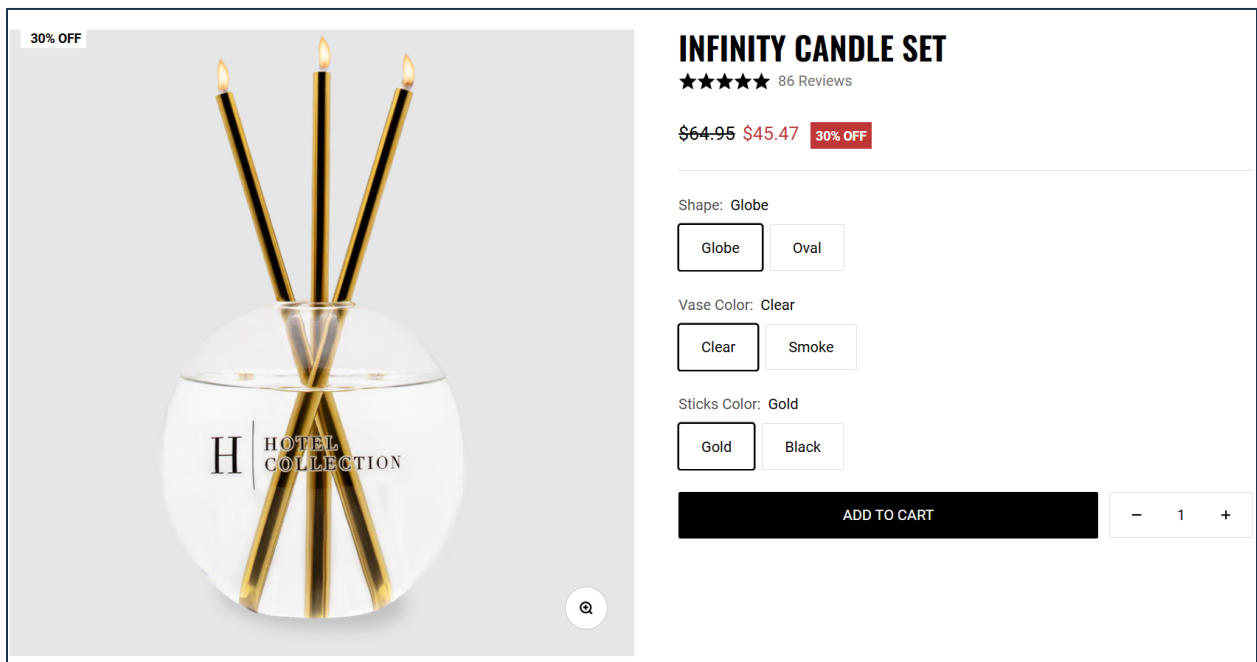 30% OFF
H HOTEL
COLLECTION
INFINITY CANDLE SET
86 Reviews
$64.95 $45.47 30% OFF
Shape: Globe
Globe Oval
Vase Color: Clear
Clear Smoke
Sticks Color: Gold
Gold Black
ADD TO CART − 1 +